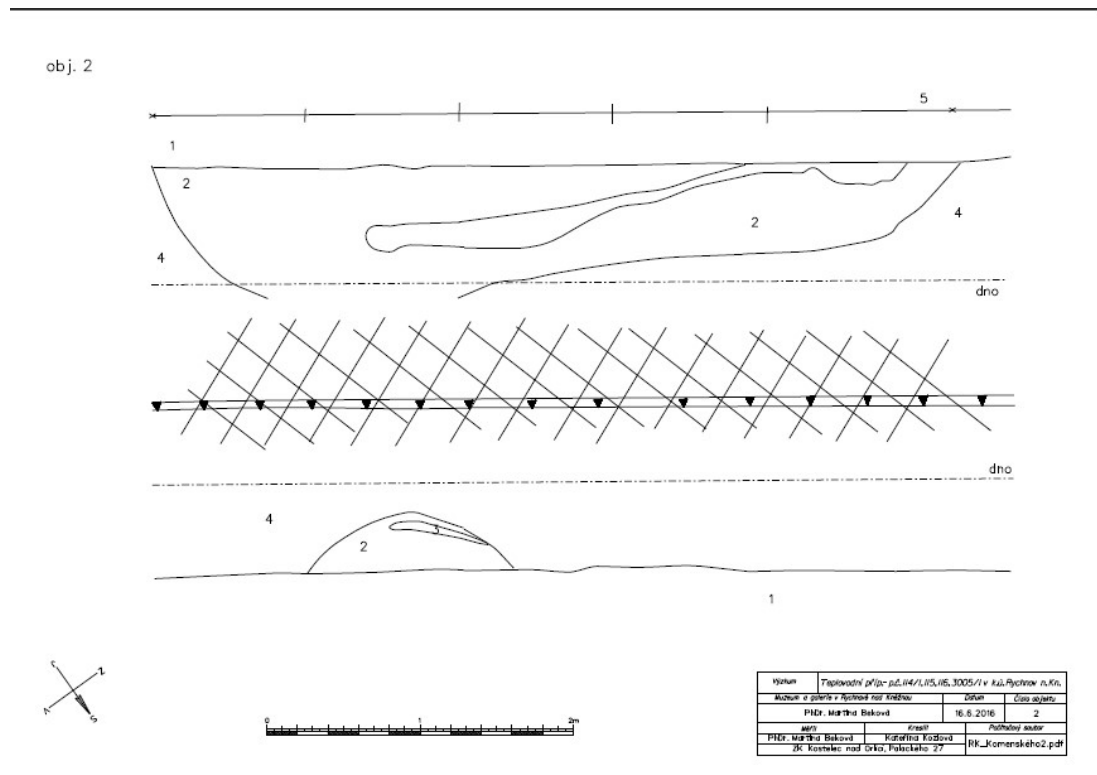 obj. 2
5
1
2
2
4
4
dno
dno
4
3
2
1
J
Z
V
S
0 1 2m
Výzkum Teplovodní příp.- p.č.114/1,115,116,3005/1 v k.ú. Rychnov n.Kn.
Muzeum a galerie v Rychnově nad Kněžnou Datum Číslo objektu
PhDr. Martina Beková 16.6.2016 2
Měřil Kreslil Počítačový soubor
PhDr. Martina Beková Kateřina Kozlová RK_Komenského2.pdf
ZK Kostelec nad Orlicí, Palackého 27